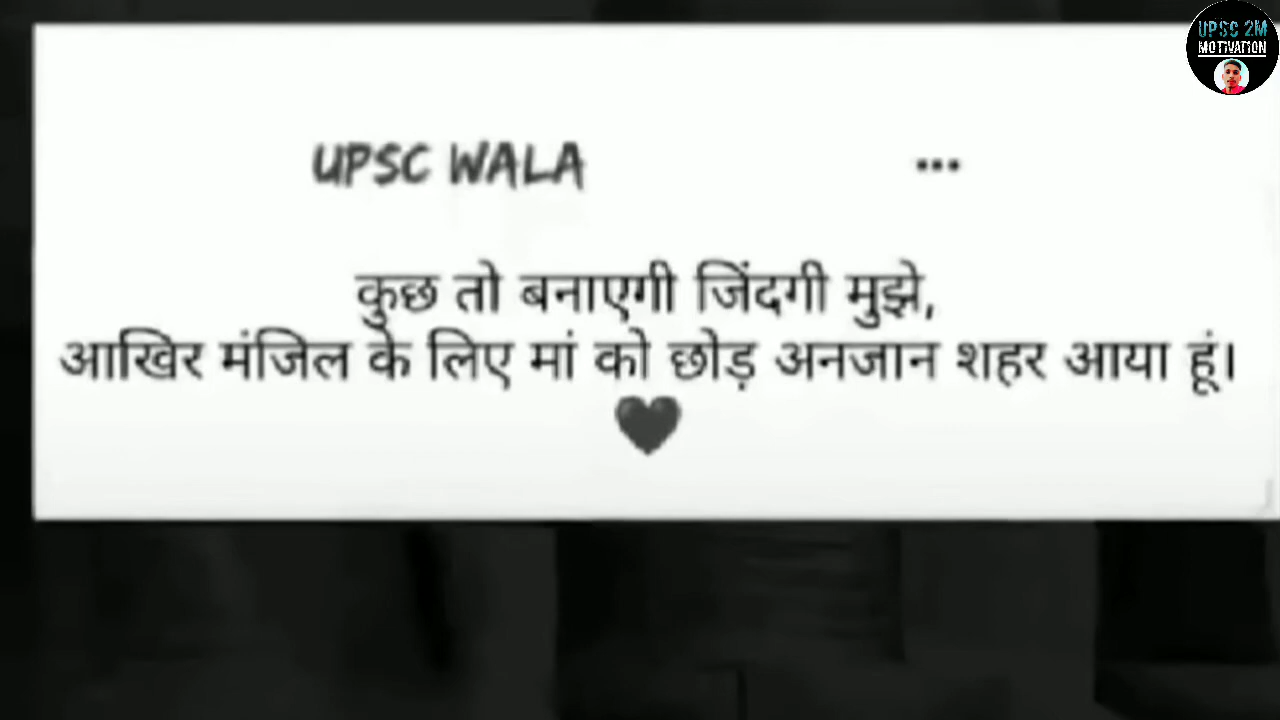 UPSC 2M
MOTIVATION
UPSC WALA ...
कुछ तो बनाएगी जिंदगी मुझे,
आखिर मंजिल के लिए मां को छोड़ अनजान शहर आया हूं।
🖤